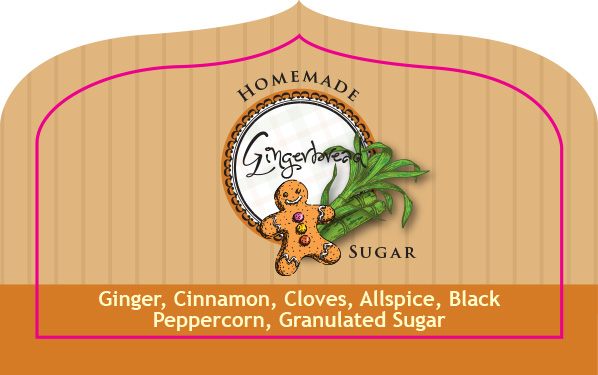 HOMEMADE
Gingerbread
SUGAR
Ginger, Cinnamon, Cloves, Allspice, Black
Peppercorn, Granulated Sugar